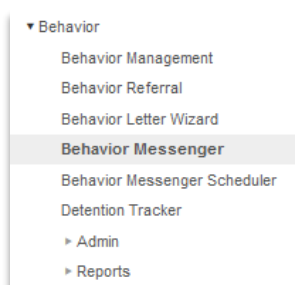 ▾ Behavior
Behavior Management
Behavior Referral
Behavior Letter Wizard
Behavior Messenger
Behavior Messenger Scheduler
Detention Tracker
▸ Admin
▸ Reports